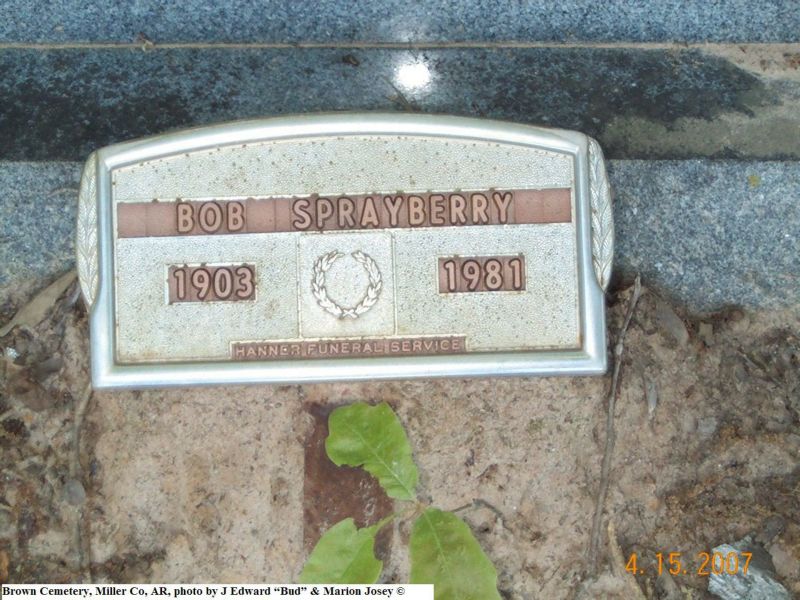 BOB SPRAYBERRY
1903 1981
HANNER FUNERAL SERVICE
4.15.2007
Brown Cemetery, Miller Co, AR, photo by J Edward “Bud” & Marion Josey ©